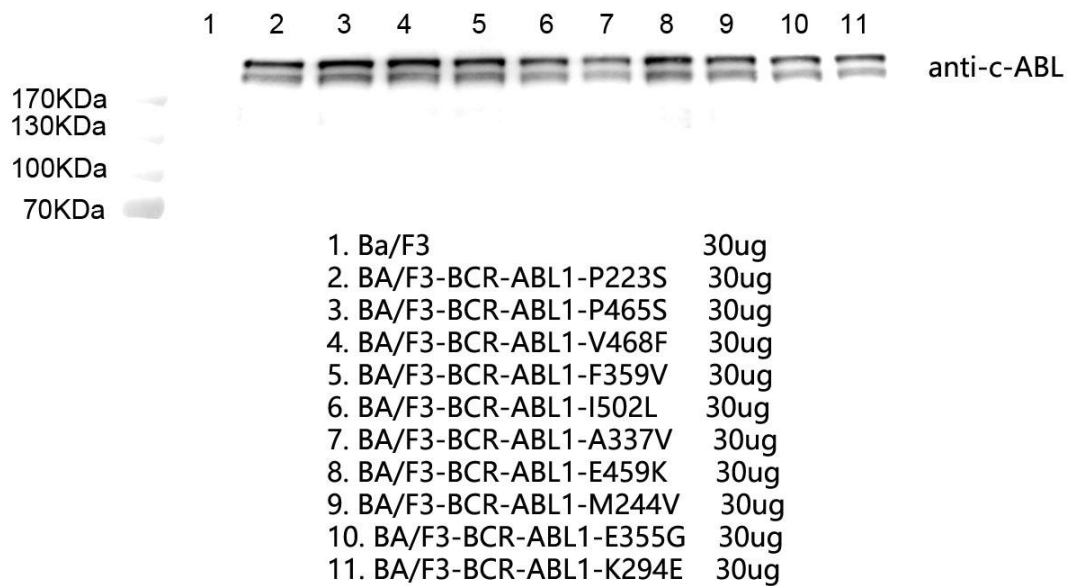 1 2 3 4 5 6 7 8 9 10 11
anti-c-ABL
170KDa
130KDa
100KDa
70KDa
1. Ba/F3 30ug
2. BA/F3-BCR-ABL1-P223S 30ug
3. BA/F3-BCR-ABL1-P465S 30ug
4. BA/F3-BCR-ABL1-V468F 30ug
5. BA/F3-BCR-ABL1-F359V 30ug
6. BA/F3-BCR-ABL1-I502L 30ug
7. BA/F3-BCR-ABL1-A337V 30ug
8. BA/F3-BCR-ABL1-E459K 30ug
9. BA/F3-BCR-ABL1-M244V 30ug
10. BA/F3-BCR-ABL1-E355G 30ug
11. BA/F3-BCR-ABL1-K294E 30ug